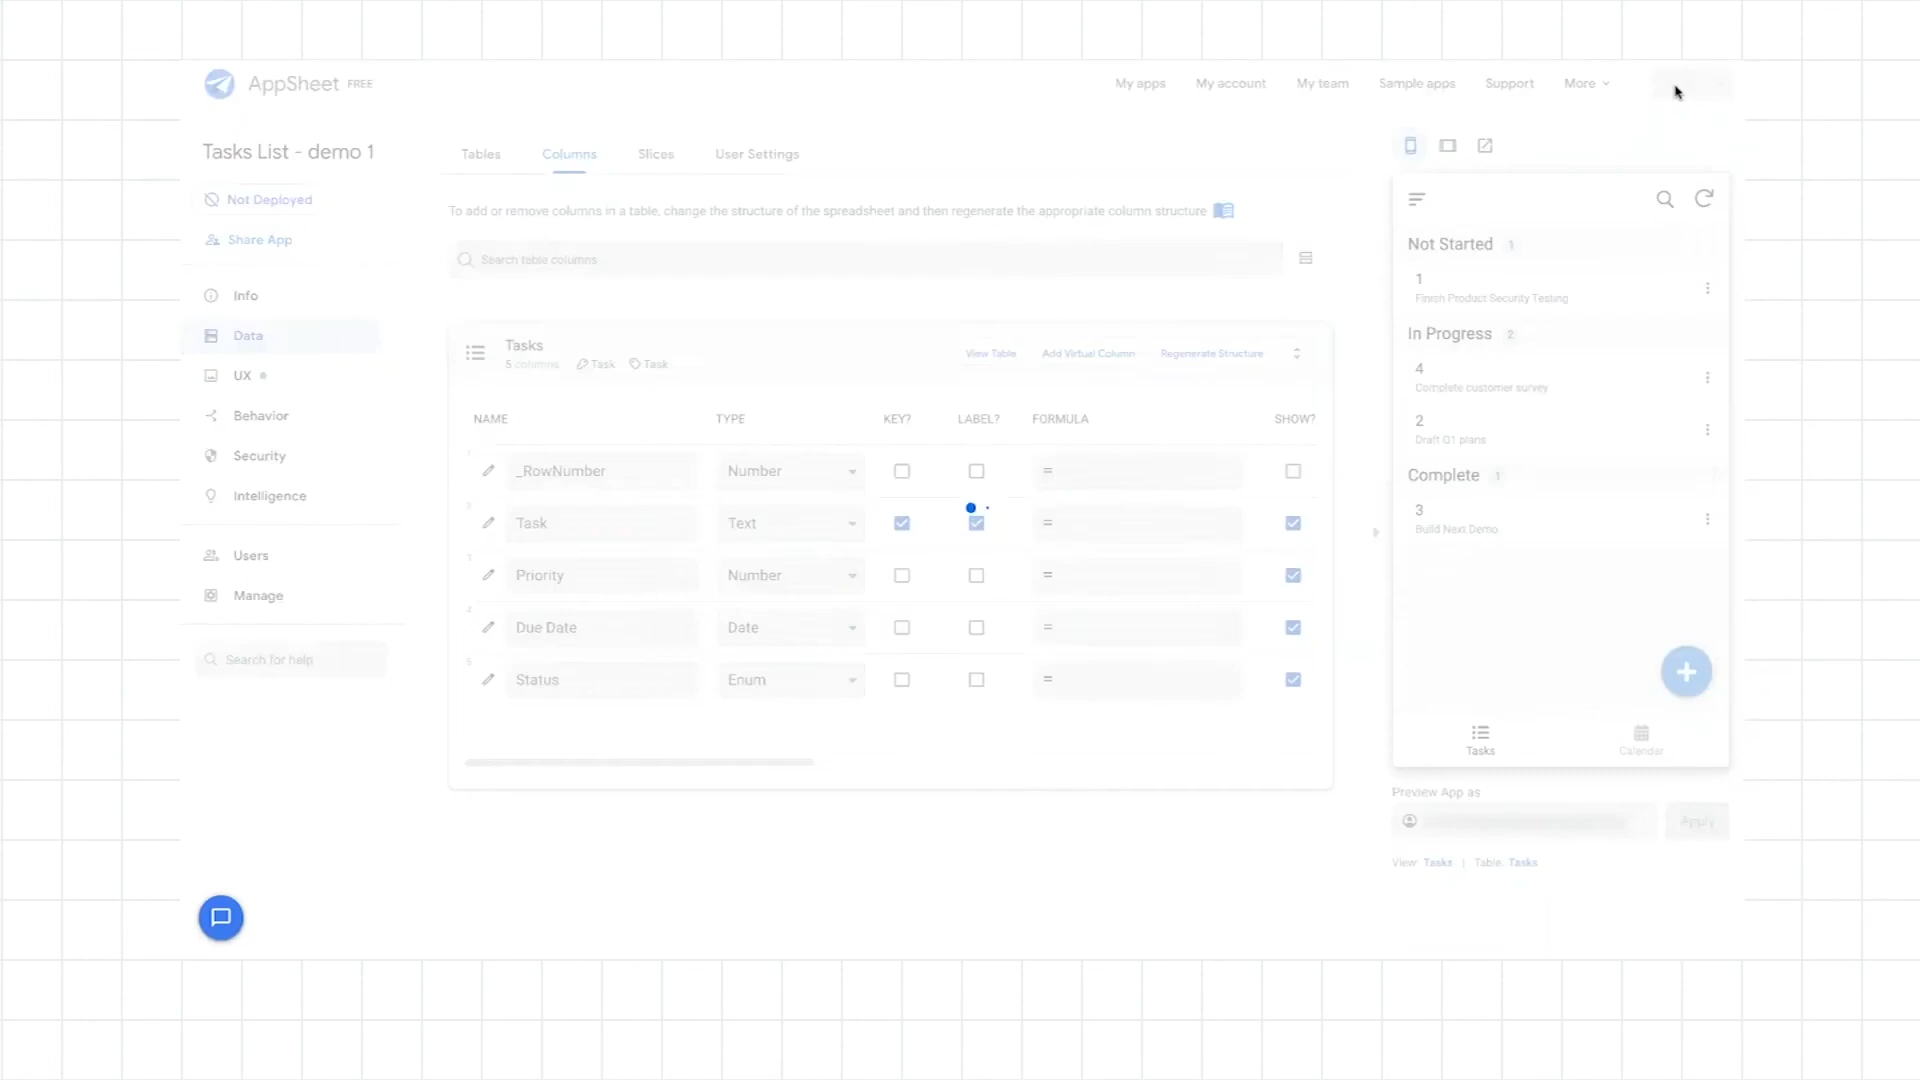 AppSheet FREE
My apps My account My team Sample apps Support More
Tasks List - demo 1
Not Deployed
Share App
Info
Data
UX
Behavior
Security
Intelligence
Users
Manage
Search for help
Tables Columns Slices User Settings
To add or remove columns in a table, change the structure of the spreadsheet and then regenerate the appropriate column structure
Search table columns
Tasks
5 columns Task Task
View Table Add Virtual Column Regenerate Structure
NAME TYPE KEY? LABEL? FORMULA SHOW?
1
_RowNumber Number =
2
Task Text =
3
Priority Number =
4
Due Date Date =
5
Status Enum =
Not Started 1
1
Finish Product Security Testing
In Progress 2
4
Complete customer survey
2
Draft Q1 plans
Complete 1
3
Build Next Demo
Tasks Calendar
Preview App as
Apply
View: Tasks | Table: Tasks